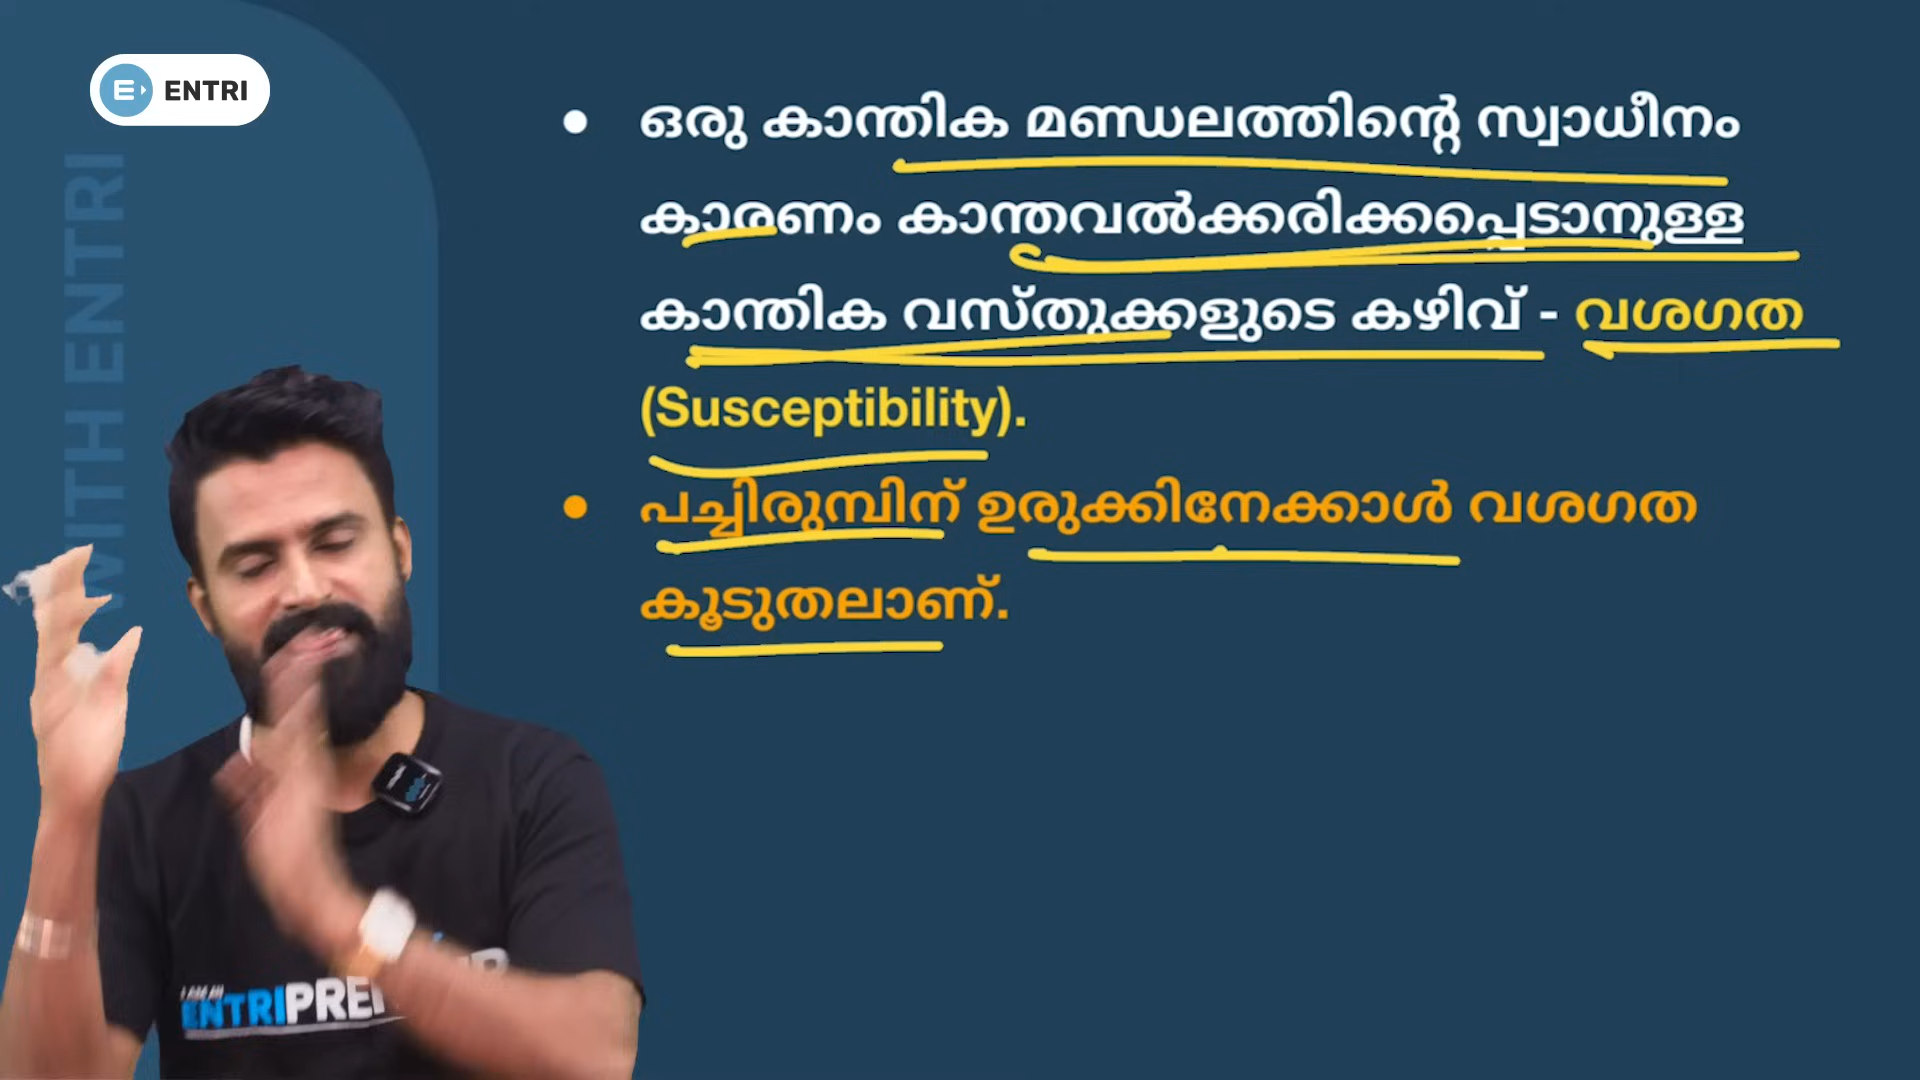 ENTRI
WITH ENTRI
• ഒരു കാന്തിക മണ്ഡലത്തിന്റെ സ്വാധീനം
കാരണം കാന്തവൽക്കരിക്കപ്പെടാനുള്ള
കാന്തിക വസ്തുക്കളുടെ കഴിവ് - വശഗത
(Susceptibility).
• പച്ചിരുമ്പിന് ഉരുക്കിനേക്കാൾ വശഗത
കൂടുതലാണ്.